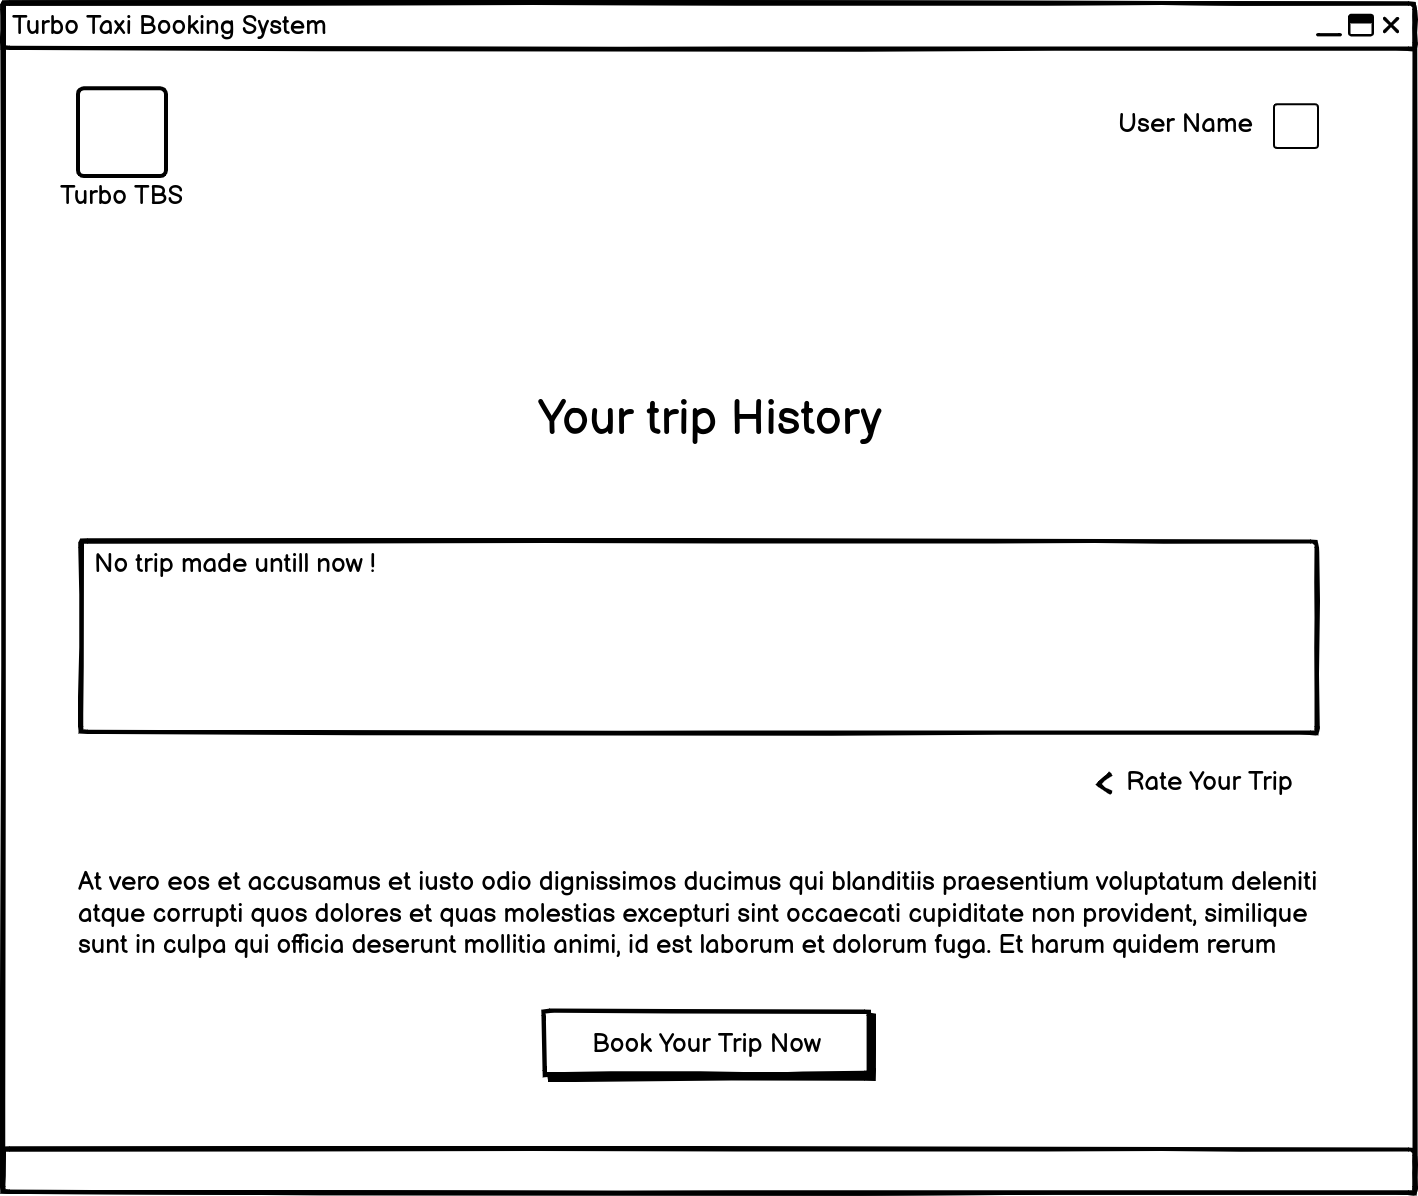 Turbo Taxi Booking System
User Name
Turbo TBS
Your trip History
No trip made untill now !
Rate Your Trip
At vero eos et accusamus et iusto odio dignissimos ducimus qui blanditiis praesentium voluptatum deleniti
atque corrupti quos dolores et quas molestias excepturi sint occaecati cupiditate non provident, similique
sunt in culpa qui officia deserunt mollitia animi, id est laborum et dolorum fuga. Et harum quidem rerum
Book Your Trip Now